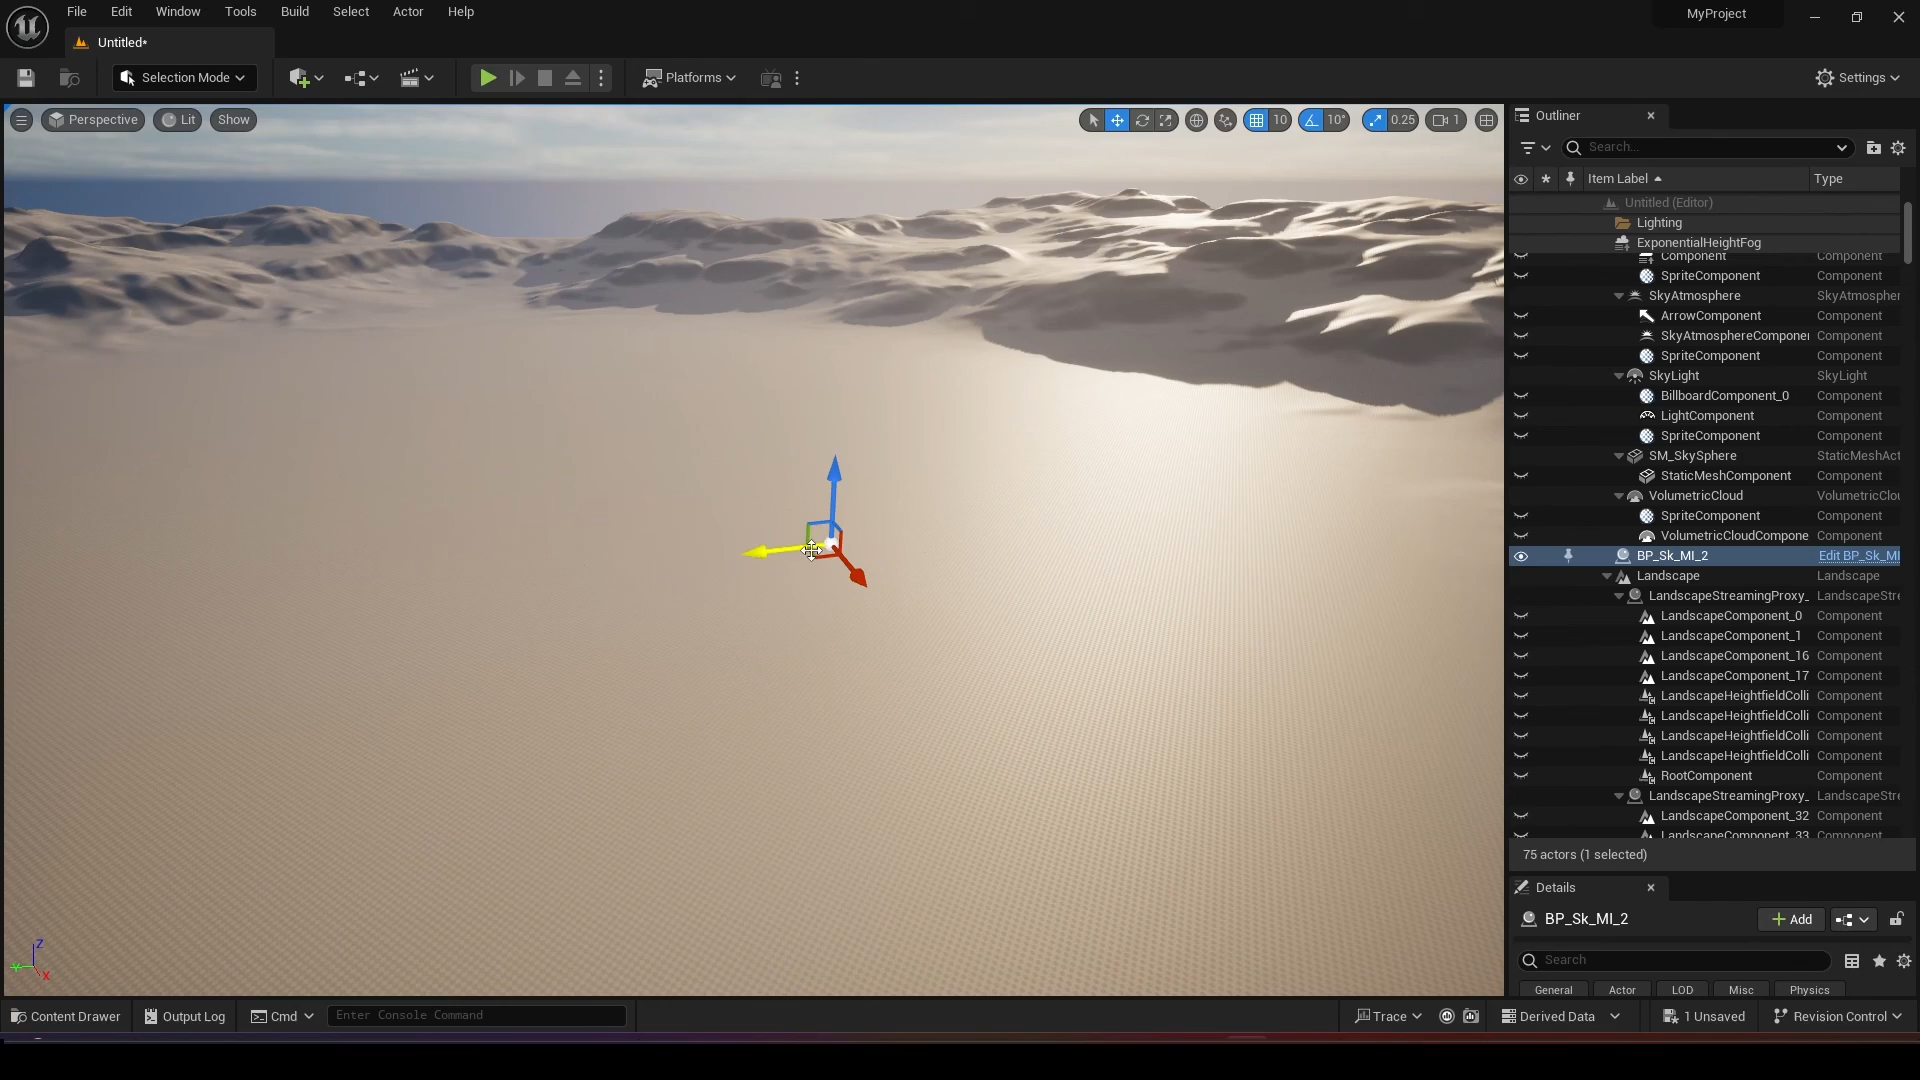 File Edit Window Tools Build Select Actor Help
MyProject
Untitled*
Selection Mode
Platforms
Settings
Perspective
Lit
Show
10
10°
0.25
1
Outliner
Search...
Item Label
Type
Untitled (Editor)
Lighting
ExponentialHeightFog
Component Component
SpriteComponent Component
SkyAtmosphere SkyAtmospher
ArrowComponent Component
SkyAtmosphereComponen Component
SpriteComponent Component
SkyLight SkyLight
BillboardComponent_0 Component
LightComponent Component
SpriteComponent Component
SM_SkySphere StaticMeshAct
StaticMeshComponent Component
VolumetricCloud VolumetricClou
SpriteComponent Component
VolumetricCloudCompone Component
BP_Sk_MI_2 Edit BP_Sk_MI
Landscape Landscape
LandscapeStreamingProxy_ LandscapeStre
LandscapeComponent_0 Component
LandscapeComponent_1 Component
LandscapeComponent_16 Component
LandscapeComponent_17 Component
LandscapeHeightfieldColli Component
LandscapeHeightfieldColli Component
LandscapeHeightfieldColli Component
LandscapeHeightfieldColli Component
RootComponent Component
LandscapeStreamingProxy_ LandscapeStre
LandscapeComponent_32 Component
LandscapeComponent_33 Component
75 actors (1 selected)
Details
BP_Sk_MI_2
Add
Search
General Actor LOD Misc Physics
Z
Y
X
Content Drawer
Output Log
Cmd
Enter Console Command
Trace
Derived Data
1 Unsaved
Revision Control